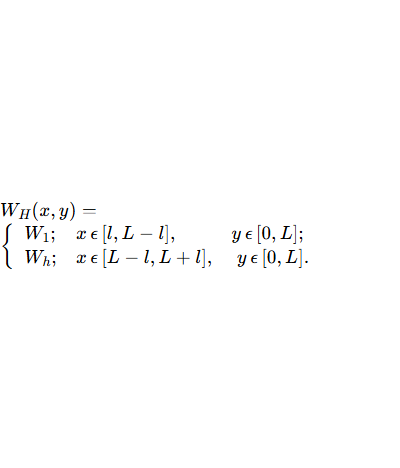 W_H(x, y) =
{ W_1; x ϵ [l, L − l], y ϵ [0, L];
W_h; x ϵ [L − l, L + l], y ϵ [0, L].